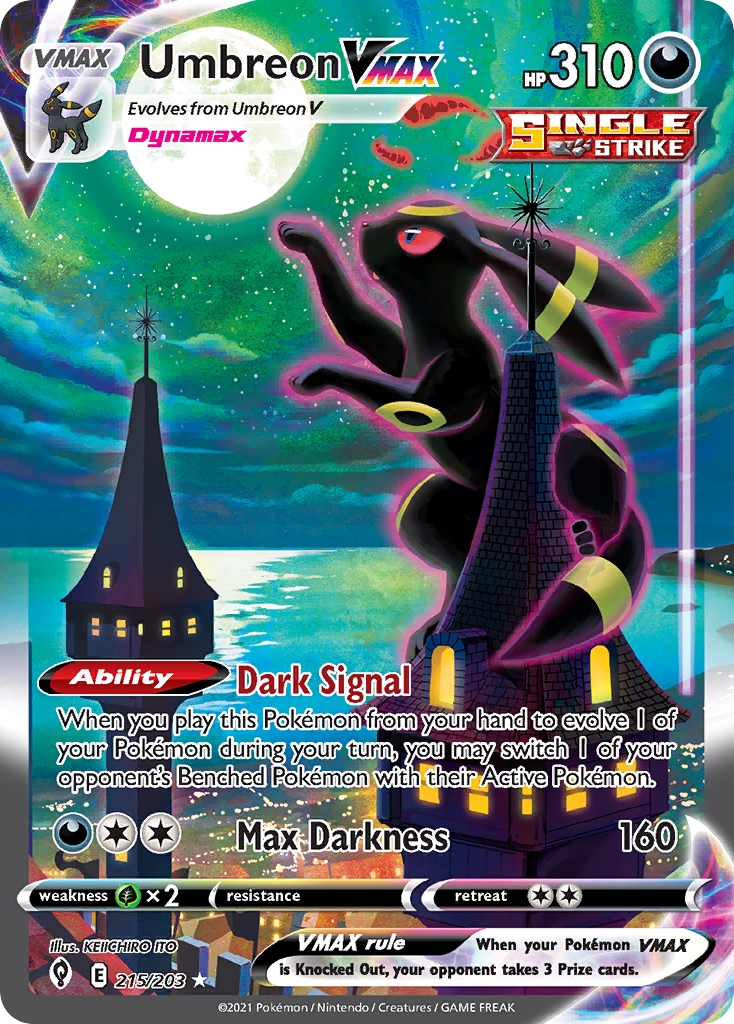 VMAX
Umbreon VMAX
HP 310
Evolves from Umbreon V
Dynamax
SINGLE
STRIKE
Ability Dark Signal
When you play this Pokémon from your hand to evolve 1 of
your Pokémon during your turn, you may switch 1 of your
opponent's Benched Pokémon with their Active Pokémon.
Max Darkness 160
weakness ×2 resistance retreat
Illus. KEIICHIRO ITO
VMAX rule When your Pokémon VMAX
is Knocked Out, your opponent takes 3 Prize cards.
E 215/203
©2021 Pokémon / Nintendo / Creatures / GAME FREAK